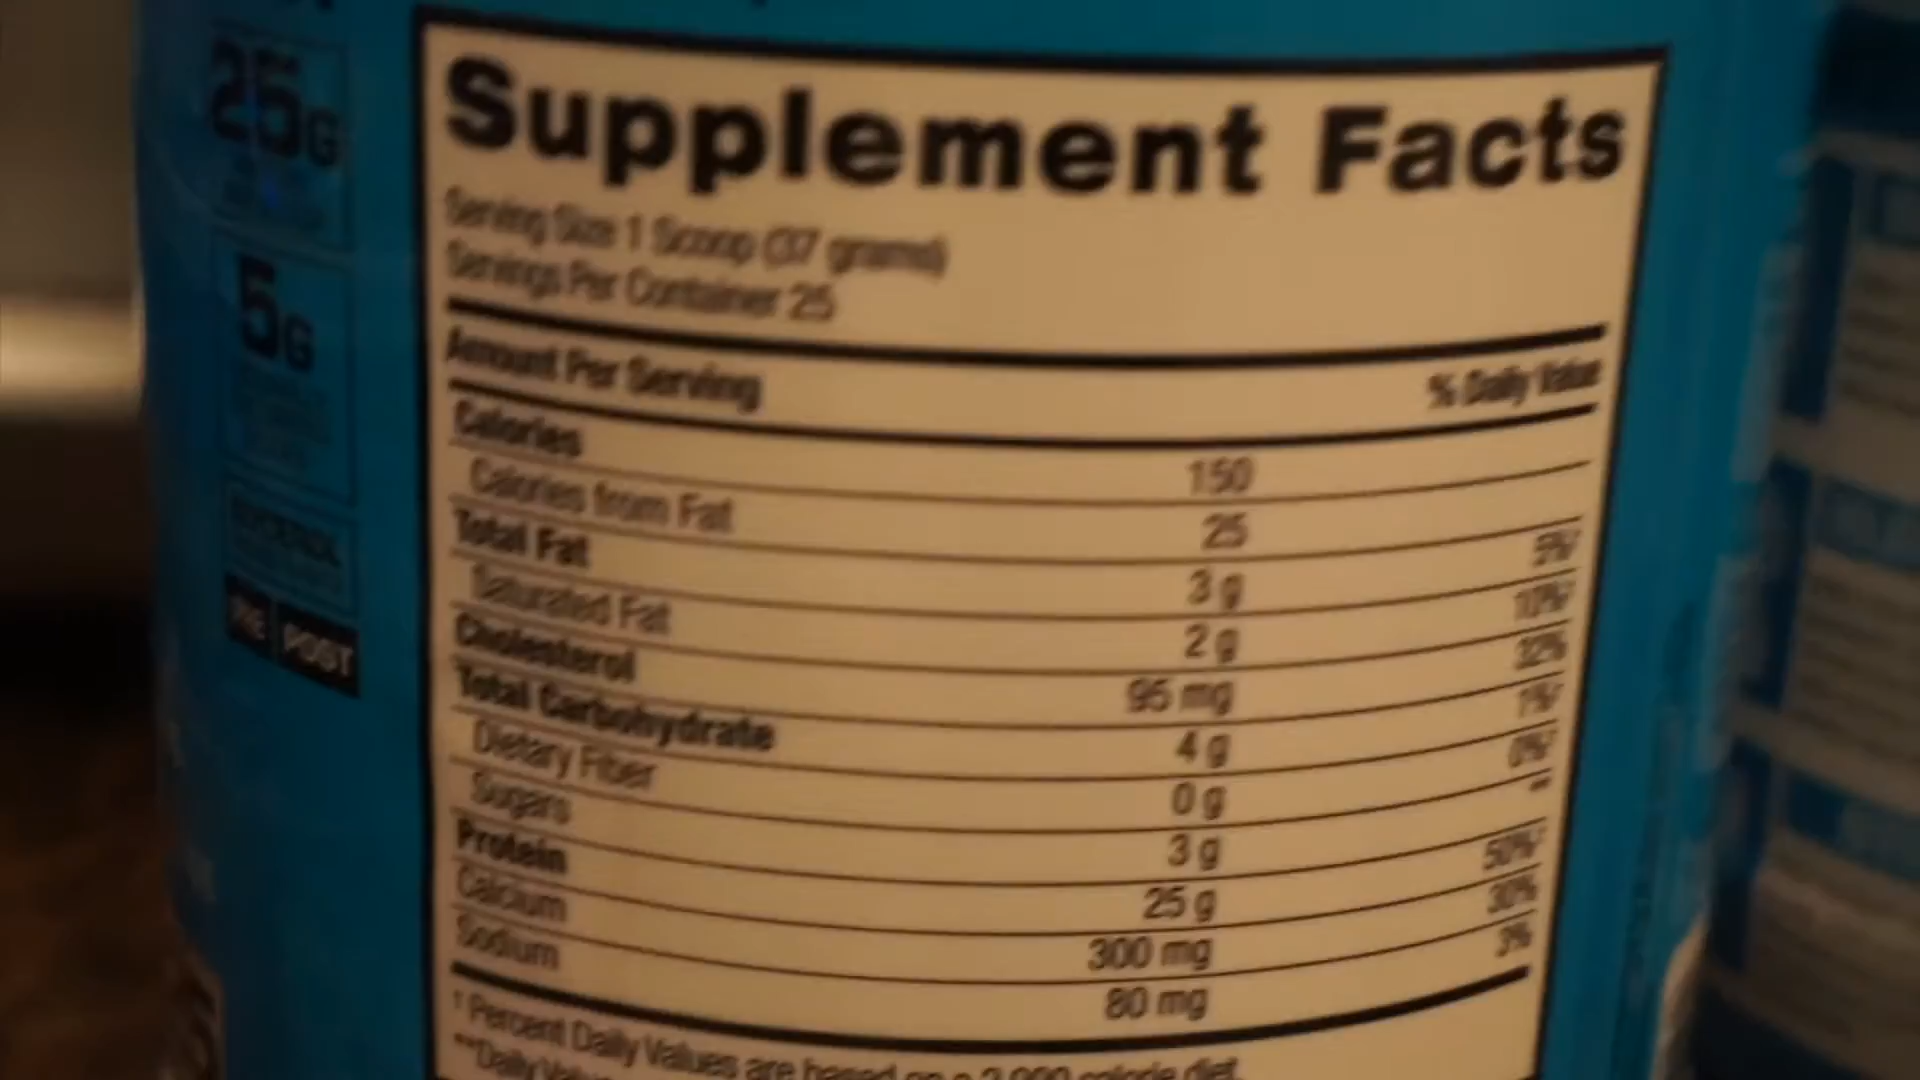 25G
5G
POST
Supplement Facts
Serving Size 1 Scoop (37 grams)
Servings Per Container 25
Amount Per Serving % Daily Value
Calories 150
Calories from Fat 25
Total Fat 3 g 5%†
Saturated Fat 2 g 10%†
Cholesterol 95 mg 32%
Total Carbohydrate 4 g 1%†
Dietary Fiber 0 g 0%†
Sugars 3 g **
Protein 25 g 50%†
Calcium 300 mg 30%
Sodium 80 mg 3%
† Percent Daily Values are based on a 2,000 calorie diet.
**Daily